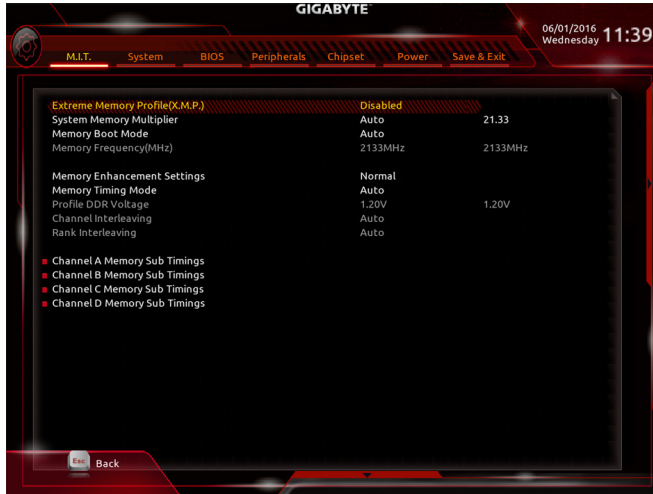 GIGABYTE
06/01/2016
Wednesday
11:39
M.I.T. System BIOS Peripherals Chipset Power Save & Exit
Extreme Memory Profile(X.M.P.) Disabled
System Memory Multiplier Auto 21.33
Memory Boot Mode Auto
Memory Frequency(MHz) 2133MHz 2133MHz
Memory Enhancement Settings Normal
Memory Timing Mode Auto
Profile DDR Voltage 1.20V 1.20V
Channel Interleaving Auto
Rank Interleaving Auto
Channel A Memory Sub Timings
Channel B Memory Sub Timings
Channel C Memory Sub Timings
Channel D Memory Sub Timings
Esc Back